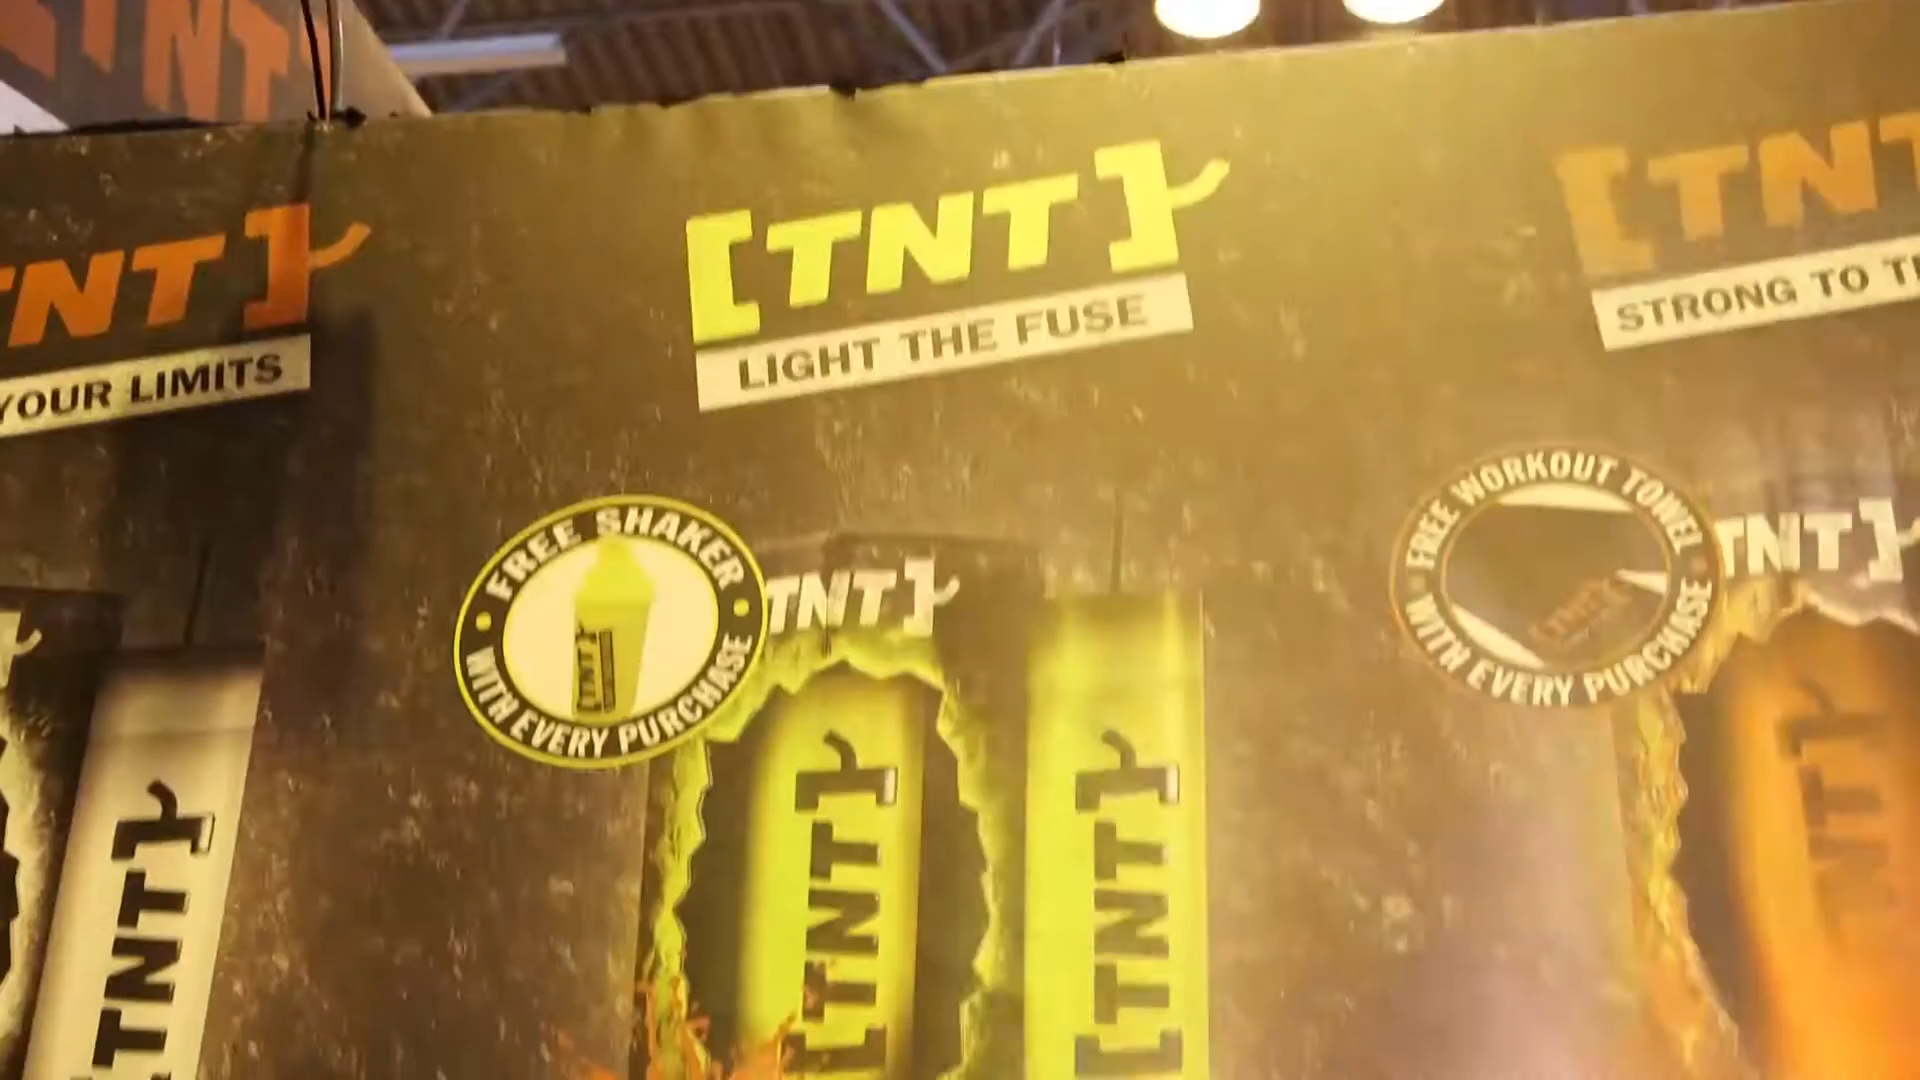 TNT
TNT]
YOUR LIMITS
[TNT]
LIGHT THE FUSE
[TNT
STRONG TO
FREE SHAKER
WITH EVERY PURCHASE
[TNT]
TNT]
FREE WORKOUT TOWEL
WITH EVERY PURCHASE
TNT]
[TNT]
[TNT]
[TNT]
TNT]